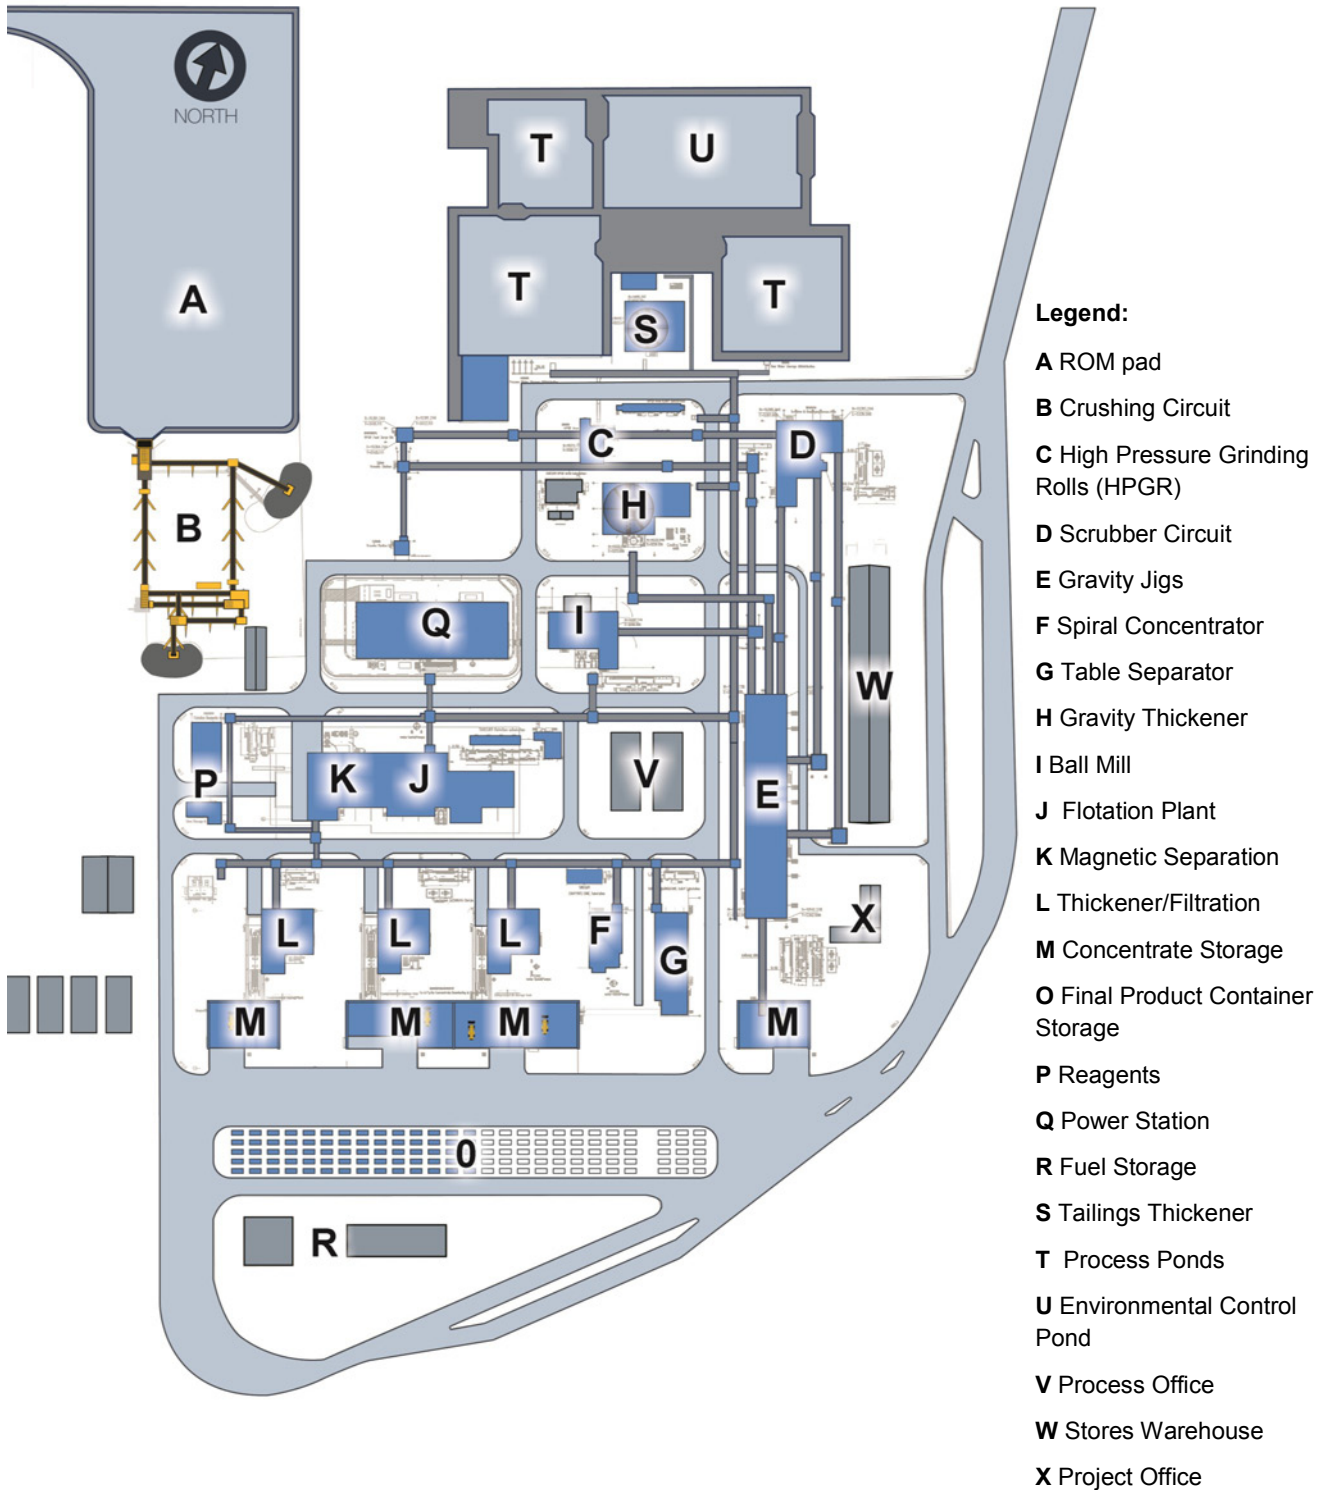 NORTH
T
U
A
T
T
S
C
D
H
B
Q
I
W
K
J
V
P
E
X
L
L
L
F
G
M
M
M
M
0
R
Legend:
A ROM pad
B Crushing Circuit
C High Pressure Grinding
Rolls (HPGR)
D Scrubber Circuit
E Gravity Jigs
F Spiral Concentrator
G Table Separator
H Gravity Thickener
I Ball Mill
J Flotation Plant
K Magnetic Separation
L Thickener/Filtration
M Concentrate Storage
O Final Product Container
Storage
P Reagents
Q Power Station
R Fuel Storage
S Tailings Thickener
T Process Ponds
U Environmental Control
Pond
V Process Office
W Stores Warehouse
X Project Office